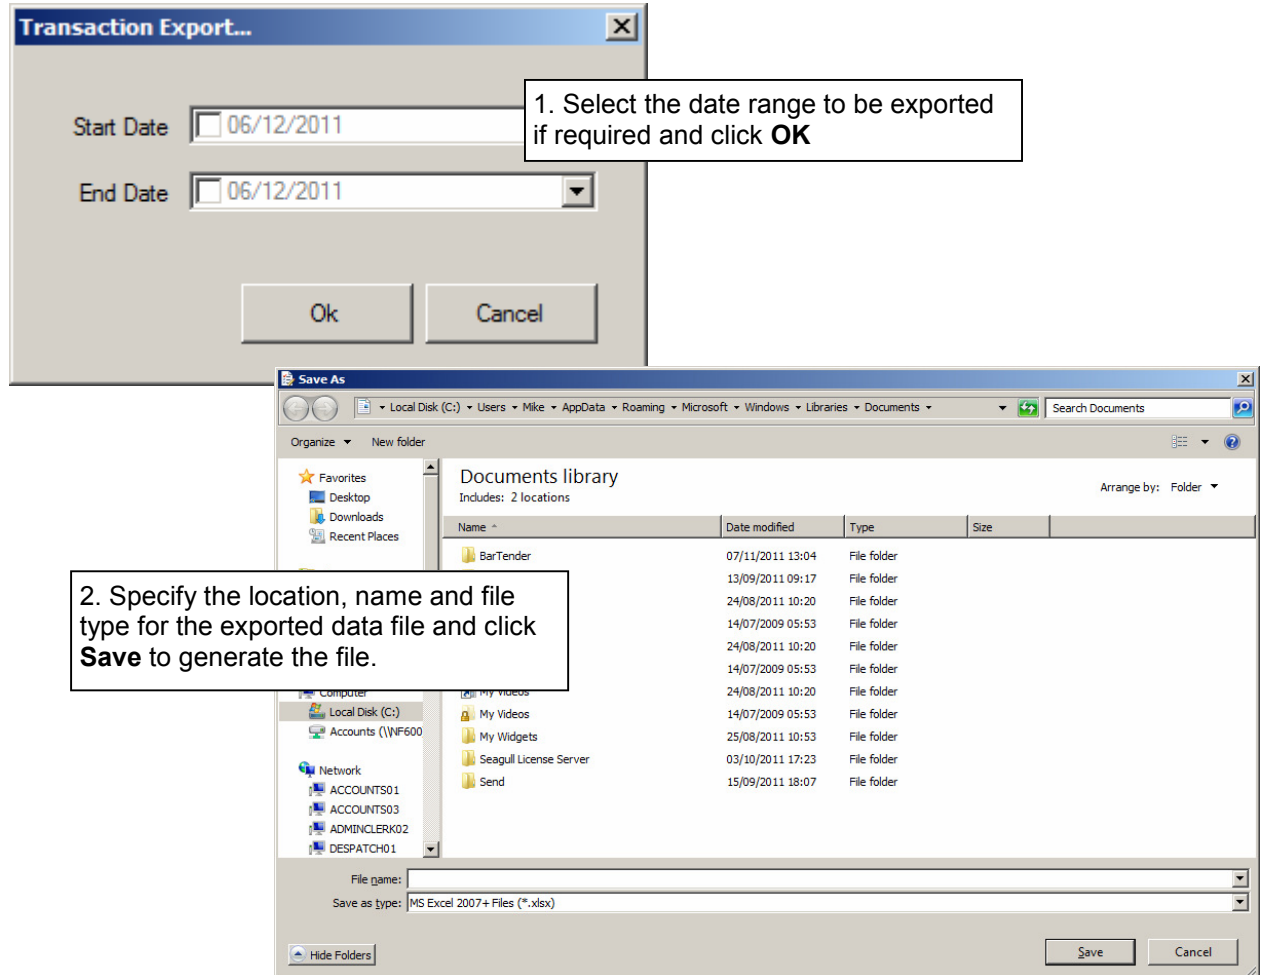 Transaction Export...
Start Date 06/12/2011
End Date 06/12/2011
Ok Cancel
1. Select the date range to be exported
if required and click OK
Save As
Local Disk (C:) Users Mike AppData Roaming Microsoft Windows Libraries Documents Search Documents
Organize New folder
Favorites
Desktop
Downloads
Recent Places
Documents library
Includes: 2 locations
Arrange by: Folder
Name Date modified Type Size
BarTender 07/11/2011 13:04 File folder
13/09/2011 09:17 File folder
24/08/2011 10:20 File folder
14/07/2009 05:53 File folder
24/08/2011 10:20 File folder
14/07/2009 05:53 File folder
My Videos 24/08/2011 10:20 File folder
My Videos 14/07/2009 05:53 File folder
My Widgets 25/08/2011 10:53 File folder
Seagull License Server 03/10/2011 17:23 File folder
Send 15/09/2011 18:07 File folder
2. Specify the location, name and file
type for the exported data file and click
Save to generate the file.
Computer
Local Disk (C:)
Accounts (\\NF600
Network
ACCOUNTS01
ACCOUNTS03
ADMINCLERK02
DESPATCH01
File name:
Save as type: MS Excel 2007+ Files (*.xlsx)
Hide Folders Save Cancel